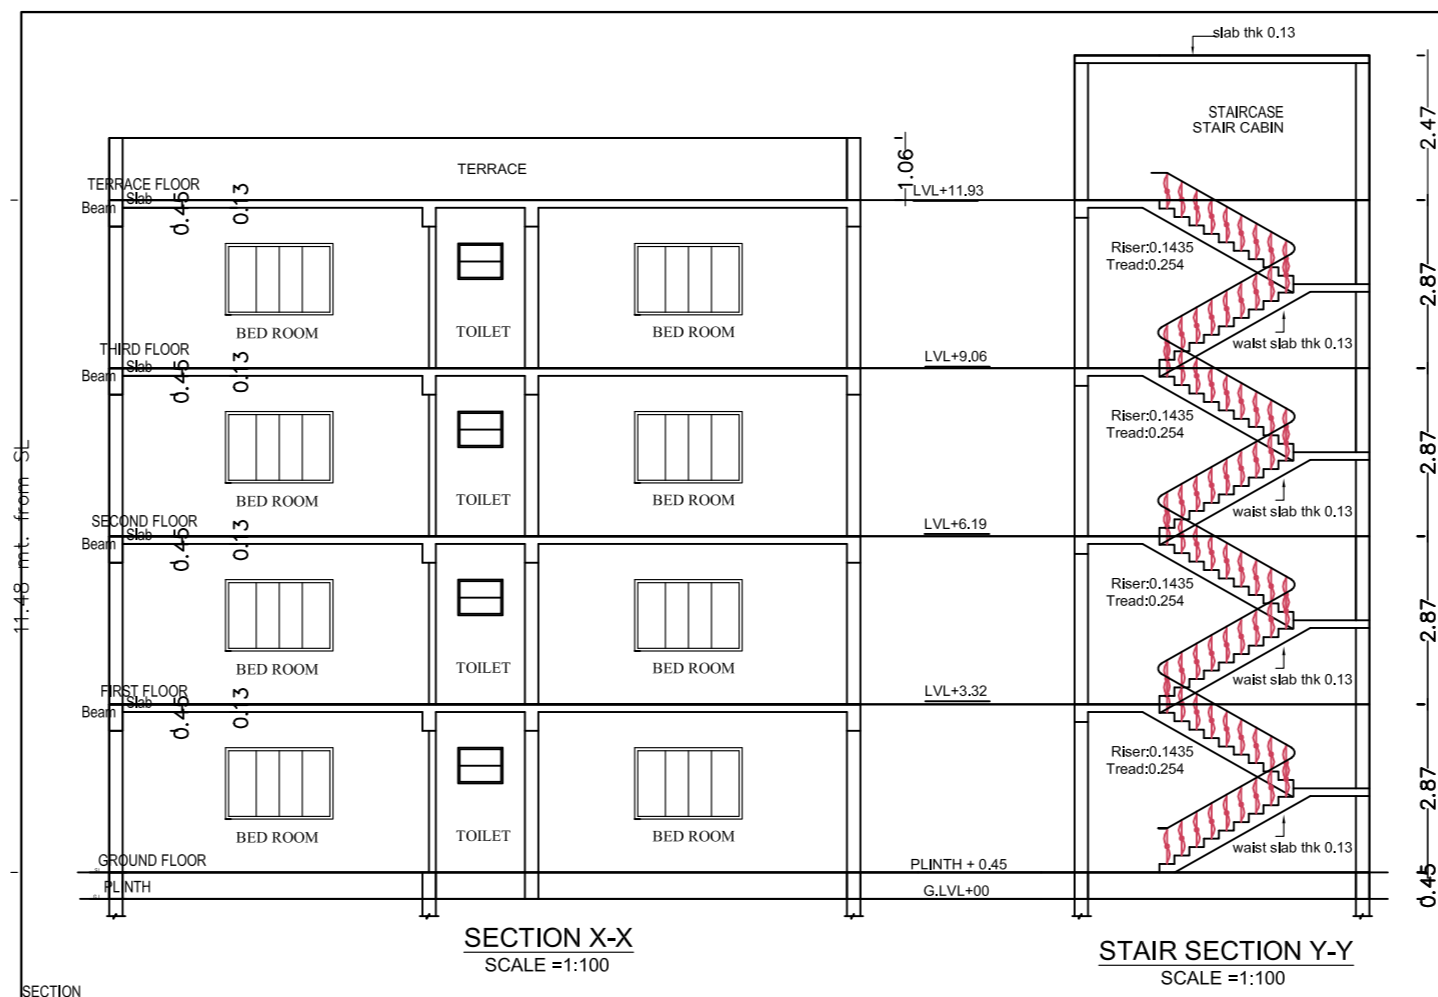 slab thk 0.13
STAIRCASE
STAIR CABIN
2.47
TERRACE
1.06
TERRACE FLOOR
Slab
Beam
0.45
0.13
LVL+11.93
Riser:0.1435
Tread:0.254
2.87
BED ROOM
TOILET
BED ROOM
waist slab thk 0.13
THIRD FLOOR
Slab
Beam
0.45
0.13
LVL+9.06
Riser:0.1435
Tread:0.254
2.87
BED ROOM
TOILET
BED ROOM
waist slab thk 0.13
11.48 mt. from SL
SECOND FLOOR
Slab
Beam
0.45
0.13
LVL+6.19
Riser:0.1435
Tread:0.254
2.87
BED ROOM
TOILET
BED ROOM
waist slab thk 0.13
FIRST FLOOR
Slab
Beam
0.45
0.13
LVL+3.32
Riser:0.1435
Tread:0.254
2.87
BED ROOM
TOILET
BED ROOM
waist slab thk 0.13
GROUND FLOOR
PLINTH + 0.45
0.45
PLINTH
G.LVL+00
SECTION X-X
SCALE =1:100
STAIR SECTION Y-Y
SCALE =1:100
SECTION